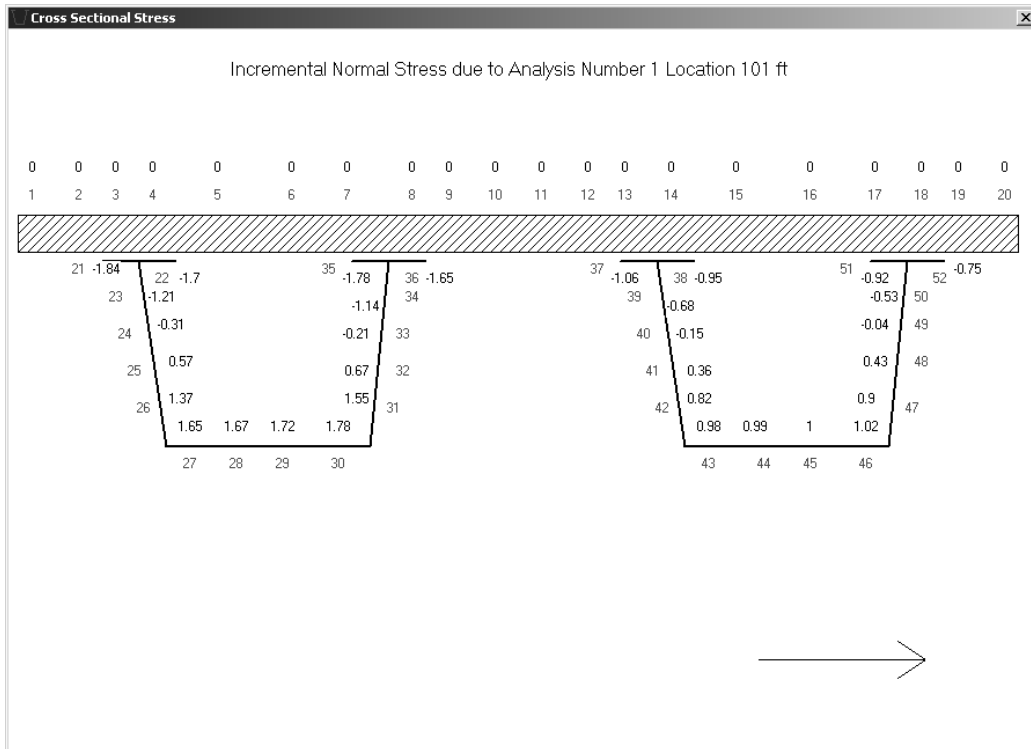 Cross Sectional Stress
Incremental Normal Stress due to Analysis Number 1 Location 101 ft
0 0 0 0 0 0 0 0 0 0 0 0 0 0 0 0 0 0 0 0
1 2 3 4 5 6 7 8 9 10 11 12 13 14 15 16 17 18 19 20
21 -1.84 22 -1.7 35 -1.78 36 -1.65 37 -1.06 38 -0.95 51 -0.92 52 -0.75
23 -1.21 -1.14 34 39 -0.68 -0.53 50
24 -0.31 -0.21 33 40 -0.15 -0.04 49
25 0.57 0.67 32 41 0.36 0.43 48
26 1.37 1.55 31 42 0.82 0.9 47
1.65 1.67 1.72 1.78 0.98 0.99 1 1.02
27 28 29 30 43 44 45 46